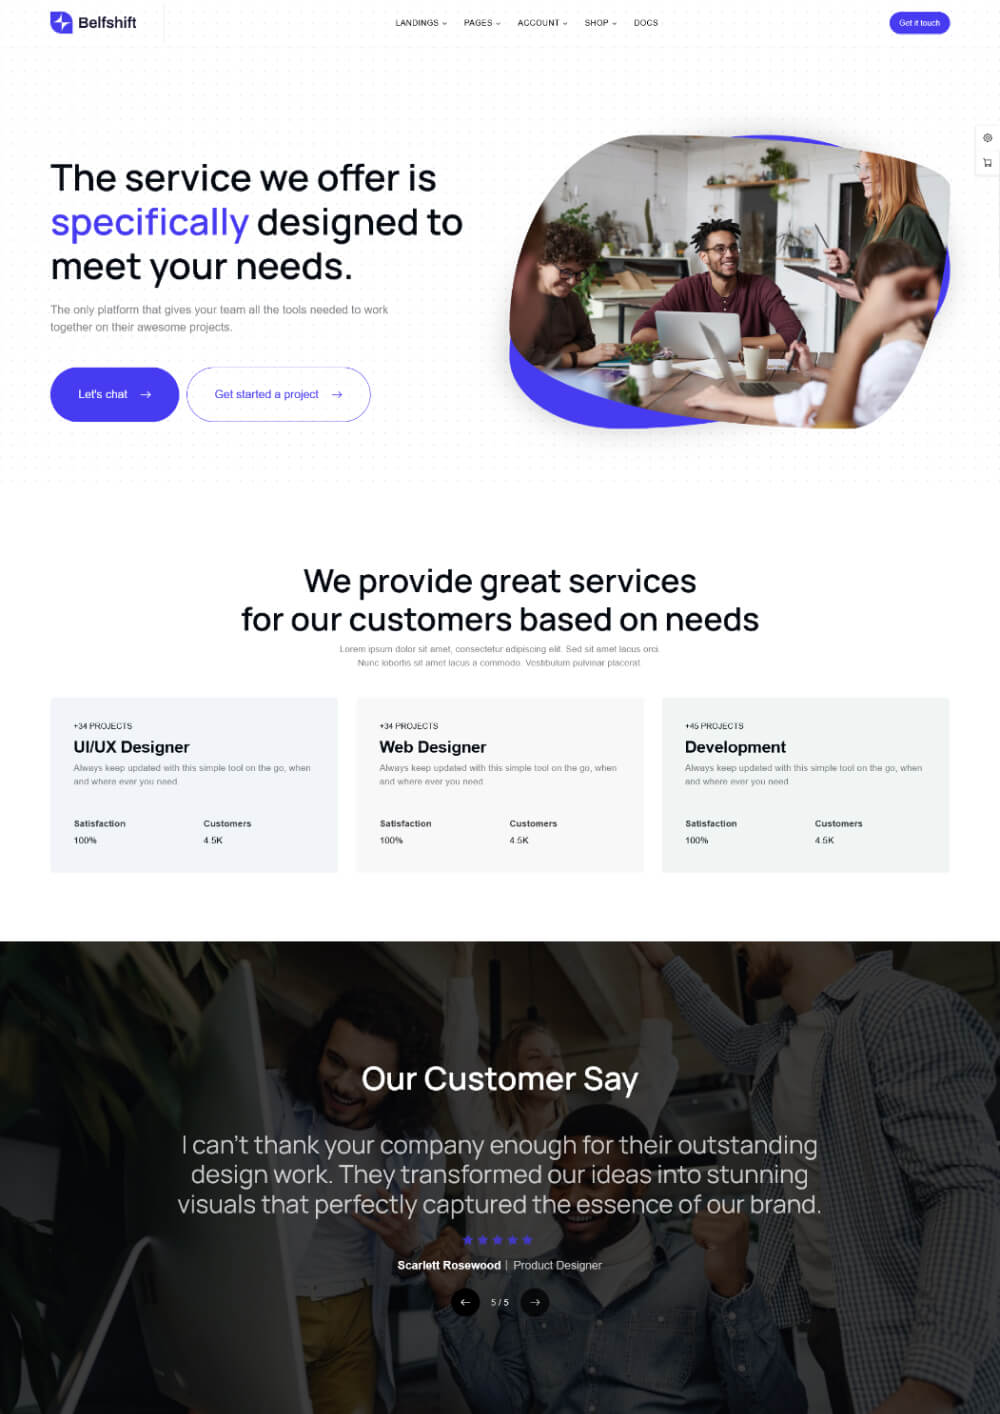 Belfshift
LANDINGS
PAGES
ACCOUNT
SHOP
DOCS
Get it touch
The service we offer is
specifically designed to
meet your needs.
The only platform that gives your team all the tools needed to work
together on their awesome projects.
Let's chat
Get started a project
We provide great services
for our customers based on needs
Lorem ipsum dolor sit amet, consectetur adipiscing elit. Sed sit amet lacus orci.
Nunc lobortis sit amet lacus a commodo. Vestibulum pulvinar placerat.
+34 PROJECTS
UI/UX Designer
Always keep updated with this simple tool on the go, when
and where ever you need.
Satisfaction
Customers
100%
4.5K
+34 PROJECTS
Web Designer
Always keep updated with this simple tool on the go, when
and where ever you need.
Satisfaction
Customers
100%
4.5K
+45 PROJECTS
Development
Always keep updated with this simple tool on the go, when
and where ever you need.
Satisfaction
Customers
100%
4.5K
Our Customer Say
I can't thank your company enough for their outstanding
design work. They transformed our ideas into stunning
visuals that perfectly captured the essence of our brand.
Scarlett Rosewood | Product Designer
5 / 5